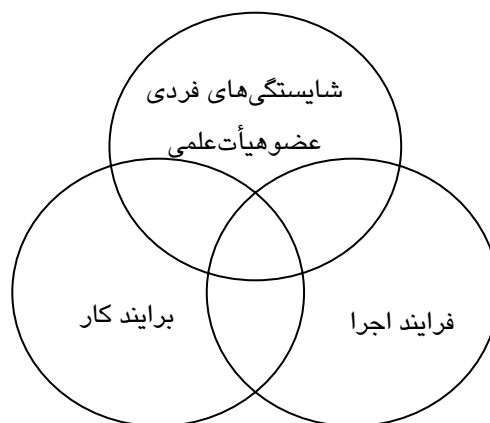 شایستگی‌های فردی
عضوهیأت‌علمی
فرایند اجرا
برایند کار